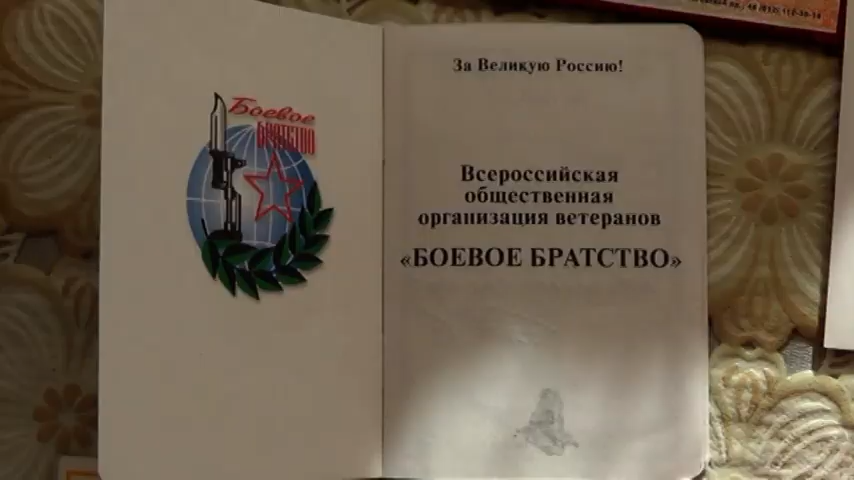 Боевое
БРАТСТВО
За Великую Россию!
Всероссийская
общественная
организация ветеранов
«БОЕВОЕ БРАТСТВО»